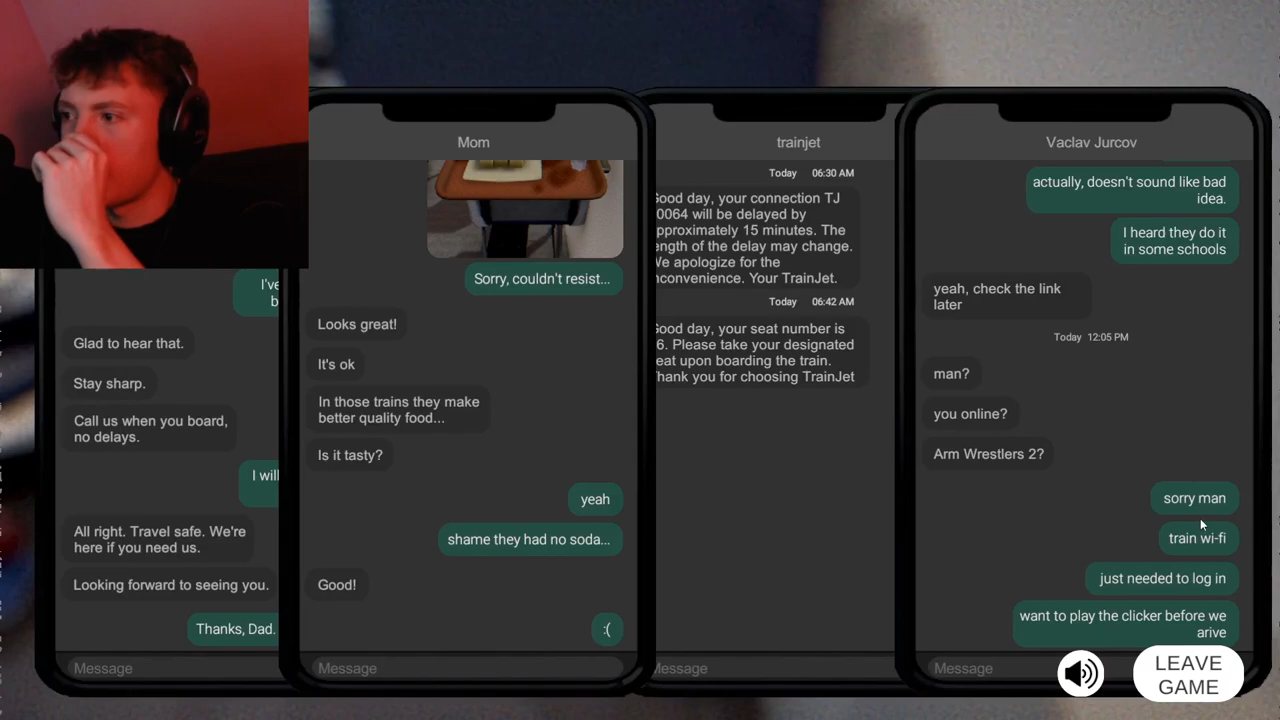 I've
b
Glad to hear that.
Stay sharp.
Call us when you board,
no delays.
I will
All right. Travel safe. We're
here if you need us.
Looking forward to seeing you.
Thanks, Dad.
Message
Mom
Sorry, couldn't resist...
Looks great!
It's ok
In those trains they make
better quality food...
Is it tasty?
yeah
shame they had no soda...
Good!
:(
Message
trainjet
Today 06:30 AM
ood day, your connection TJ
0064 will be delayed by
pproximately 15 minutes. The
ength of the delay may change.
We apologize for the
nconvenience. Your TrainJet.
Today 06:42 AM
ood day, your seat number is
6. Please take your designated
eat upon boarding the train.
hank you for choosing TrainJet
Message
Vaclav Jurcov
actually, doesn't sound like bad
idea.
I heard they do it
in some schools
yeah, check the link
later
Today 12:05 PM
man?
you online?
Arm Wrestlers 2?
sorry man
train wi-fi
just needed to log in
want to play the clicker before we
arive
Message
LEAVE
GAME